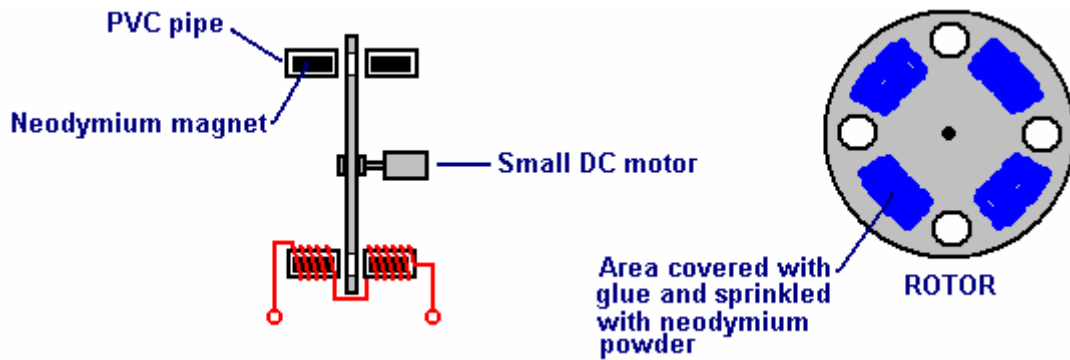 PVC pipe
Neodymium magnet
Small DC motor
Area covered with
glue and sprinkled
with neodymium
powder
ROTOR